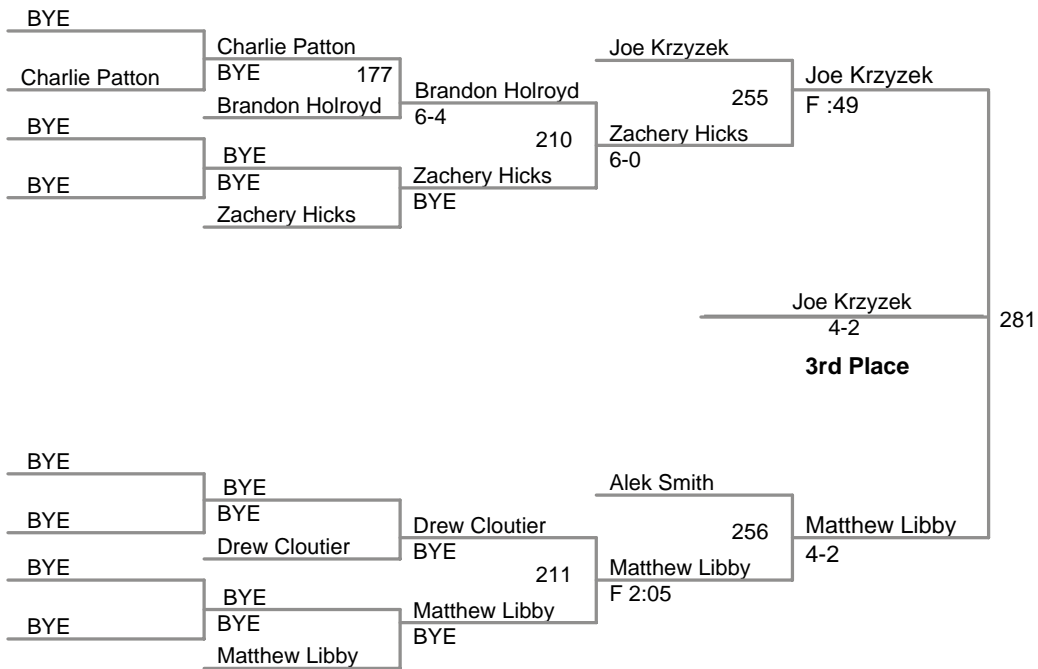 BYE
Charlie Patton
Joe Krzyzek
Charlie Patton
BYE
177
Joe Krzyzek
Brandon Holroyd
Brandon Holroyd
255
F :49
6-4
BYE
210
Zachery Hicks
6-0
BYE
BYE
BYE
Zachery Hicks
BYE
Zachery Hicks
Joe Krzyzek
4-2
281
3rd Place
BYE
BYE
Alek Smith
BYE
BYE
Drew Cloutier
256
Matthew Libby
Drew Cloutier
BYE
4-2
BYE
211
Matthew Libby
F 2:05
BYE
BYE
BYE
Matthew Libby
BYE
Matthew Libby